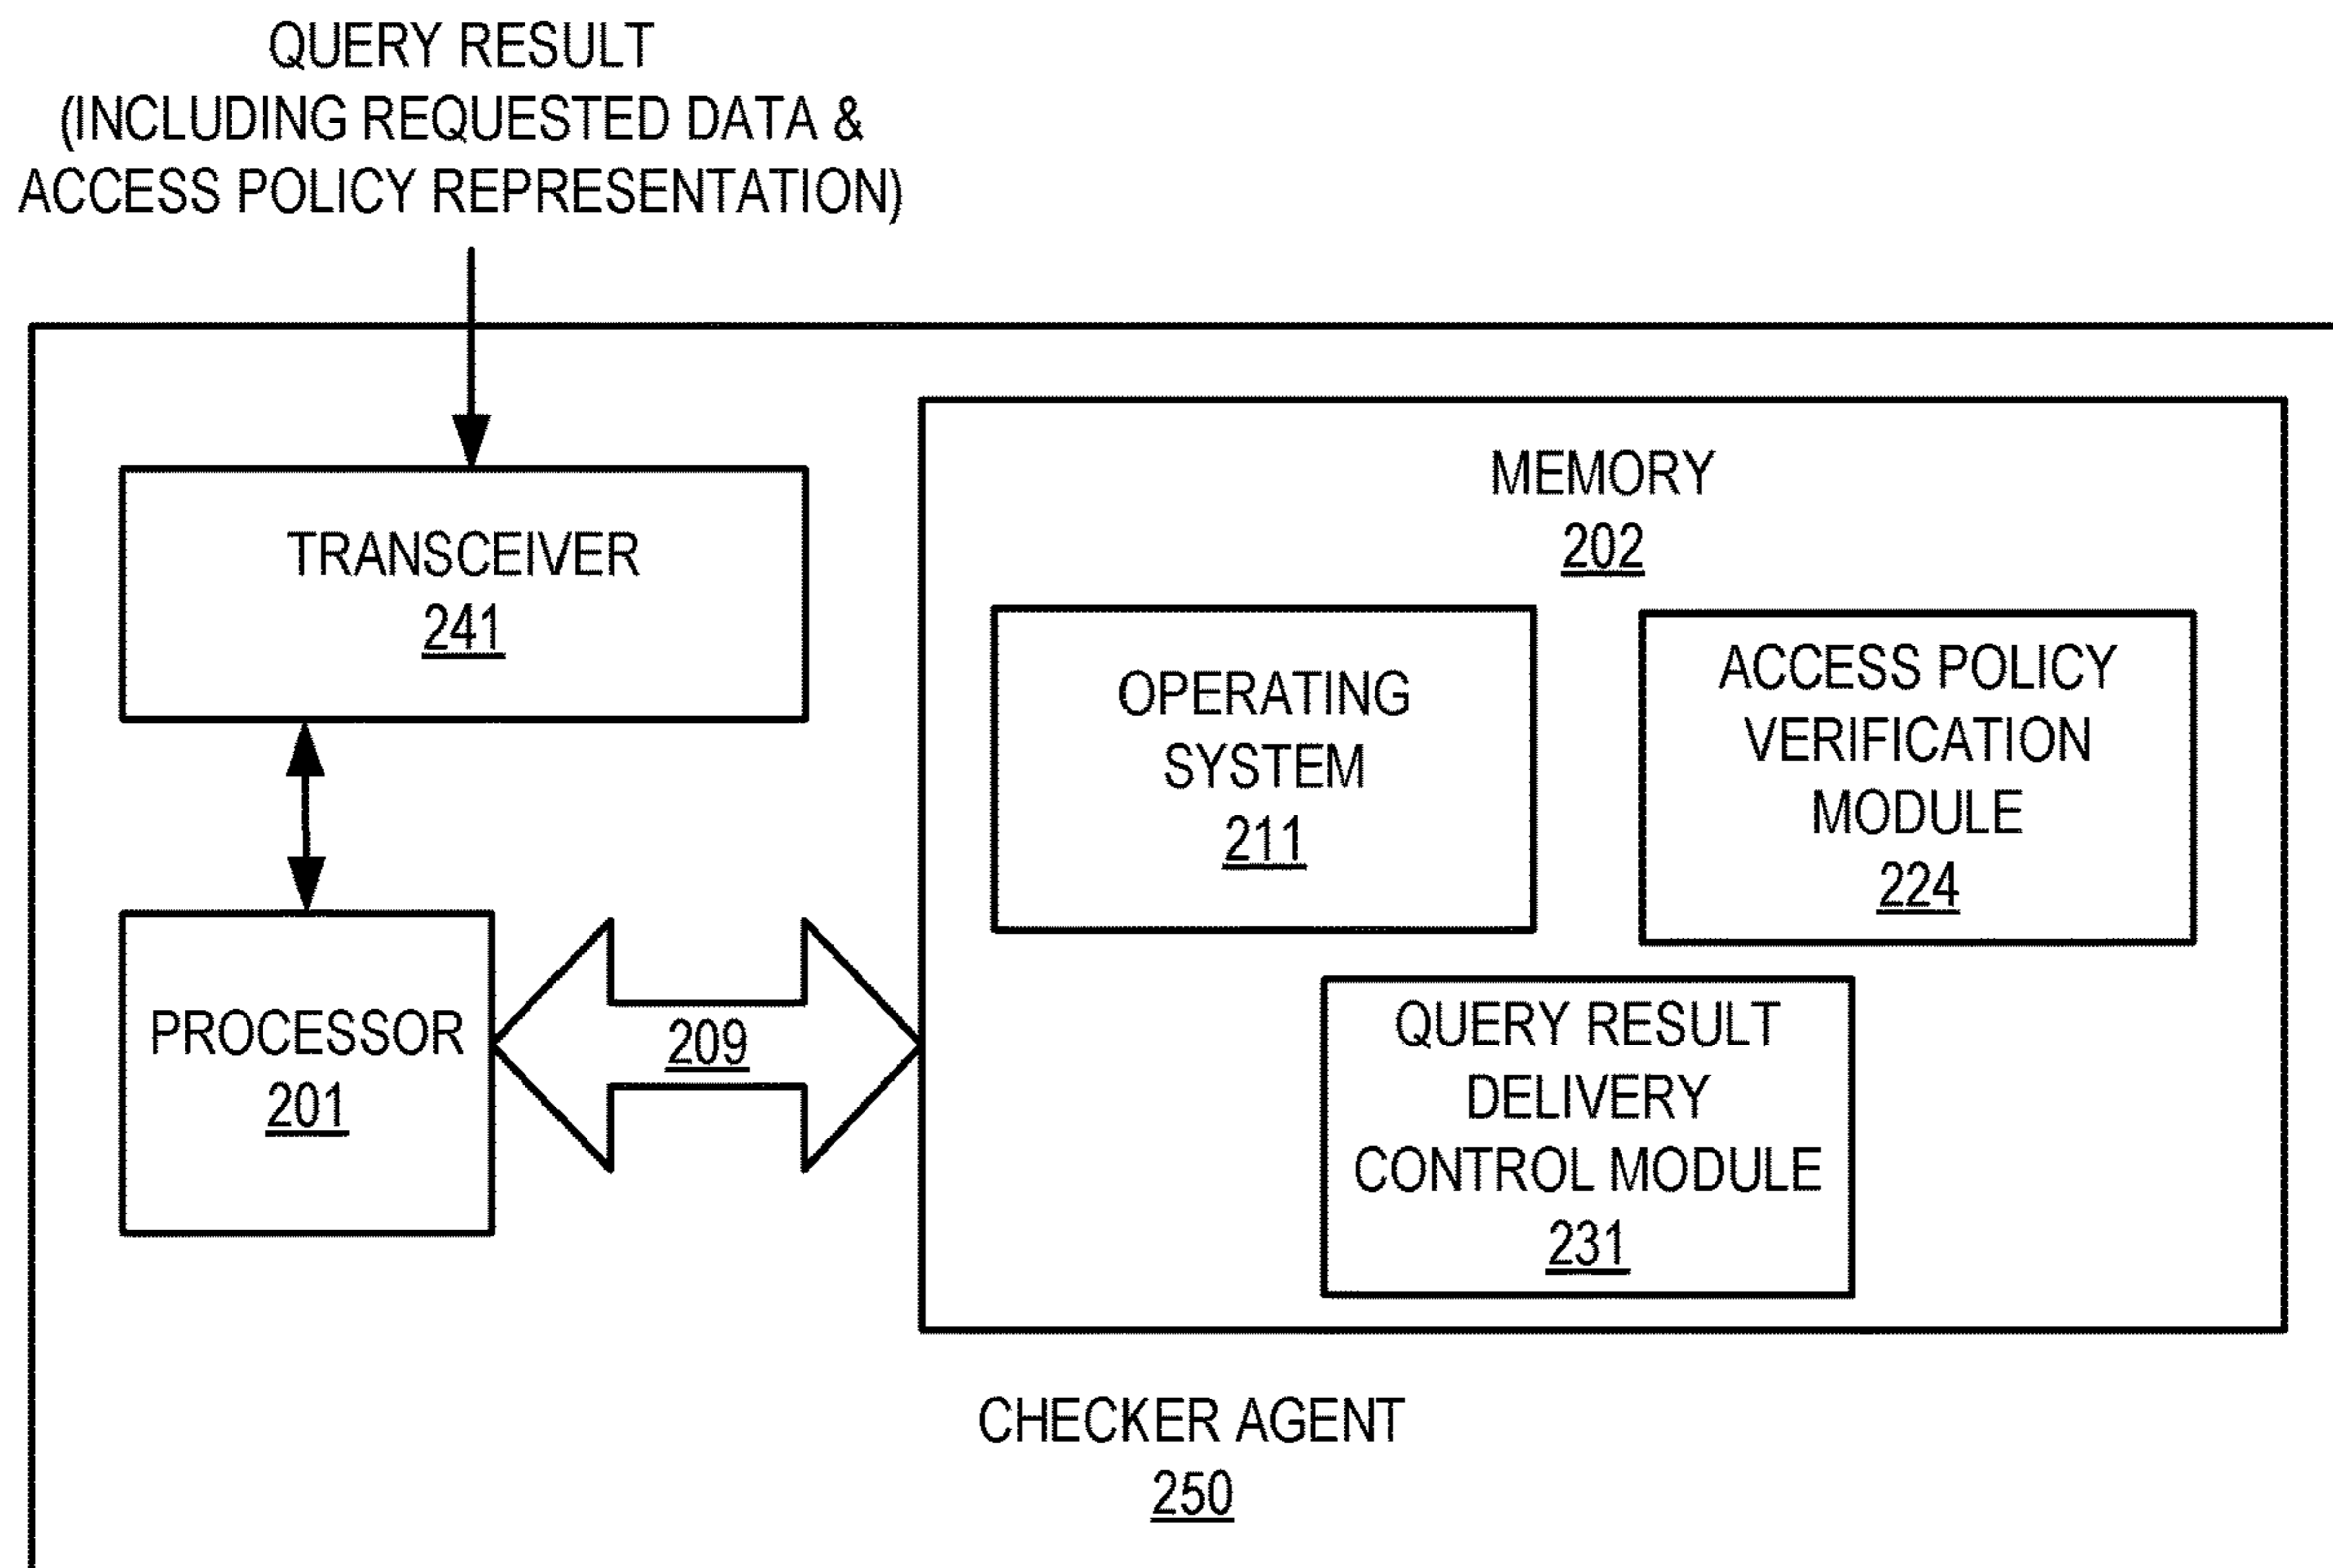 QUERY RESULT
(INCLUDING REQUESTED DATA &
ACCESS POLICY REPRESENTATION)
TRANSCEIVER
241
PROCESSOR
201
209
MEMORY
202
OPERATING
SYSTEM
211
ACCESS POLICY
VERIFICATION
MODULE
224
QUERY RESULT
DELIVERY
CONTROL MODULE
231
CHECKER AGENT
250